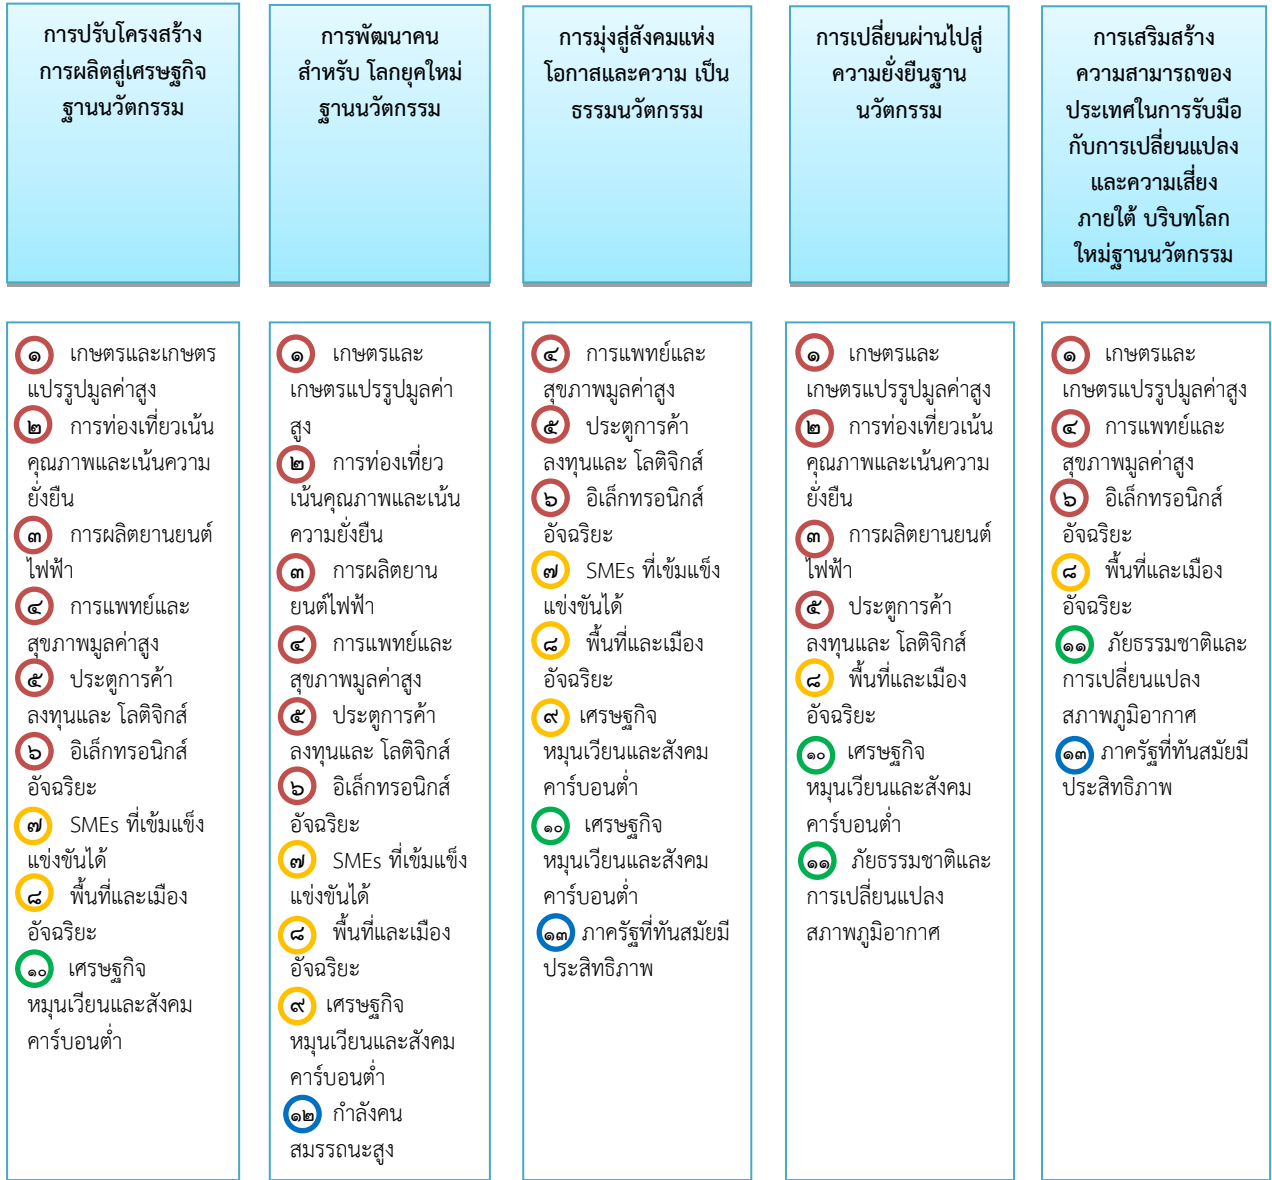 การปรับโครงสร้าง
การผลิตสู่เศรษฐกิจ
ฐานนวัตกรรม
การพัฒนาคน
สำหรับ โลกยุคใหม่
ฐานนวัตกรรม
การมุ่งสู่สังคมแห่ง
โอกาสและความ เป็น
ธรรมนวัตกรรม
การเปลี่ยนผ่านไปสู่
ความยั่งยืนฐาน
นวัตกรรม
การเสริมสร้าง
ความสามารถของ
ประเทศในการรับมือ
กับการเปลี่ยนแปลง
และความเสี่ยง
ภายใต้ บริบทโลก
ใหม่ฐานนวัตกรรม
๑ เกษตรและเกษตร
แปรรูปมูลค่าสูง
๒ การท่องเที่ยวเน้น
คุณภาพและเน้นความ
ยั่งยืน
๓ การผลิตยานยนต์
ไฟฟ้า
๔ การแพทย์และ
สุขภาพมูลค่าสูง
๕ ประตูการค้า
ลงทุนและ โลติจิกส์
๖ อิเล็กทรอนิกส์
อัจฉริยะ
๗ SMEs ที่เข้มแข็ง
แข่งขันได้
๘ พื้นที่และเมือง
อัจฉริยะ
๑๐ เศรษฐกิจ
หมุนเวียนและสังคม
คาร์บอนต่ำ
๑ เกษตรและ
เกษตรแปรรูปมูลค่า
สูง
๒ การท่องเที่ยว
เน้นคุณภาพและเน้น
ความยั่งยืน
๓ การผลิตยาน
ยนต์ไฟฟ้า
๔ การแพทย์และ
สุขภาพมูลค่าสูง
๕ ประตูการค้า
ลงทุนและ โลติจิกส์
๖ อิเล็กทรอนิกส์
อัจฉริยะ
๗ SMEs ที่เข้มแข็ง
แข่งขันได้
๘ พื้นที่และเมือง
อัจฉริยะ
๙ เศรษฐกิจ
หมุนเวียนและสังคม
คาร์บอนต่ำ
๑๒ กำลังคน
สมรรถนะสูง
๔ การแพทย์และ
สุขภาพมูลค่าสูง
๕ ประตูการค้า
ลงทุนและ โลติจิกส์
๖ อิเล็กทรอนิกส์
อัจฉริยะ
๗ SMEs ที่เข้มแข็ง
แข่งขันได้
๘ พื้นที่และเมือง
อัจฉริยะ
๙ เศรษฐกิจ
หมุนเวียนและสังคม
คาร์บอนต่ำ
๑๐ เศรษฐกิจ
หมุนเวียนและสังคม
คาร์บอนต่ำ
๑๓ ภาครัฐที่ทันสมัยมี
ประสิทธิภาพ
๑ เกษตรและ
เกษตรแปรรูปมูลค่าสูง
๒ การท่องเที่ยวเน้น
คุณภาพและเน้นความ
ยั่งยืน
๓ การผลิตยานยนต์
ไฟฟ้า
๕ ประตูการค้า
ลงทุนและ โลติจิกส์
๘ พื้นที่และเมือง
อัจฉริยะ
๑๐ เศรษฐกิจ
หมุนเวียนและสังคม
คาร์บอนต่ำ
๑๑ ภัยธรรมชาติและ
การเปลี่ยนแปลง
สภาพภูมิอากาศ
๑ เกษตรและ
เกษตรแปรรูปมูลค่าสูง
๔ การแพทย์และ
สุขภาพมูลค่าสูง
๖ อิเล็กทรอนิกส์
อัจฉริยะ
๘ พื้นที่และเมือง
อัจฉริยะ
๑๑ ภัยธรรมชาติและ
การเปลี่ยนแปลง
สภาพภูมิอากาศ
๑๓ ภาครัฐที่ทันสมัยมี
ประสิทธิภาพ